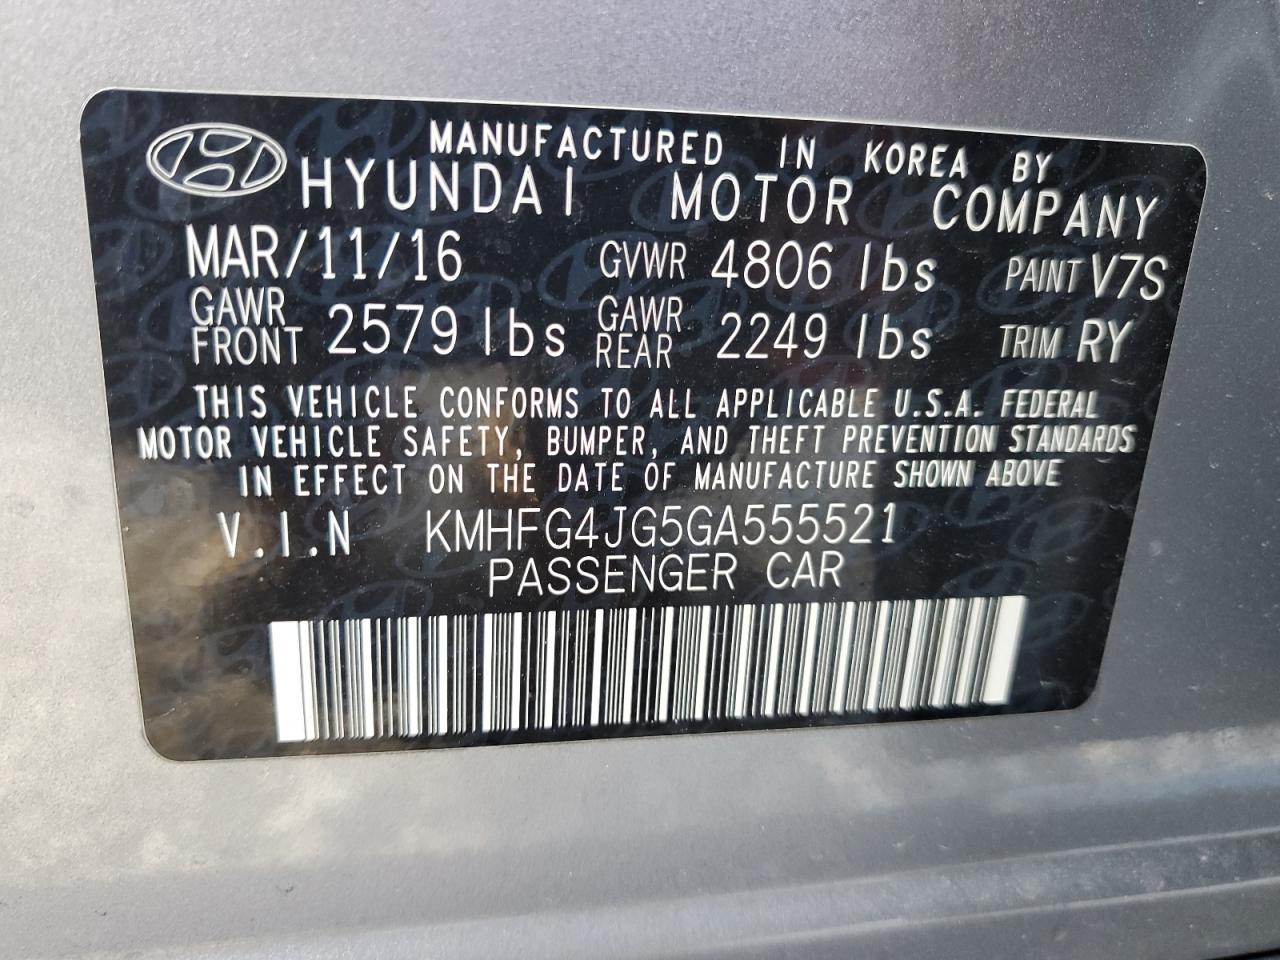 MANUFACTURED IN KOREA BY
HYUNDAI MOTOR COMPANY
MAR/11/16 GVWR 4806 lbs PAINT V7S
GAWR FRONT 2579 lbs GAWR REAR 2249 lbs TRIM RY
THIS VEHICLE CONFORMS TO ALL APPLICABLE U.S.A. FEDERAL
MOTOR VEHICLE SAFETY, BUMPER, AND THEFT PREVENTION STANDARDS
IN EFFECT ON THE DATE OF MANUFACTURE SHOWN ABOVE
V.I.N KMHFG4JG5GA555521
PASSENGER CAR